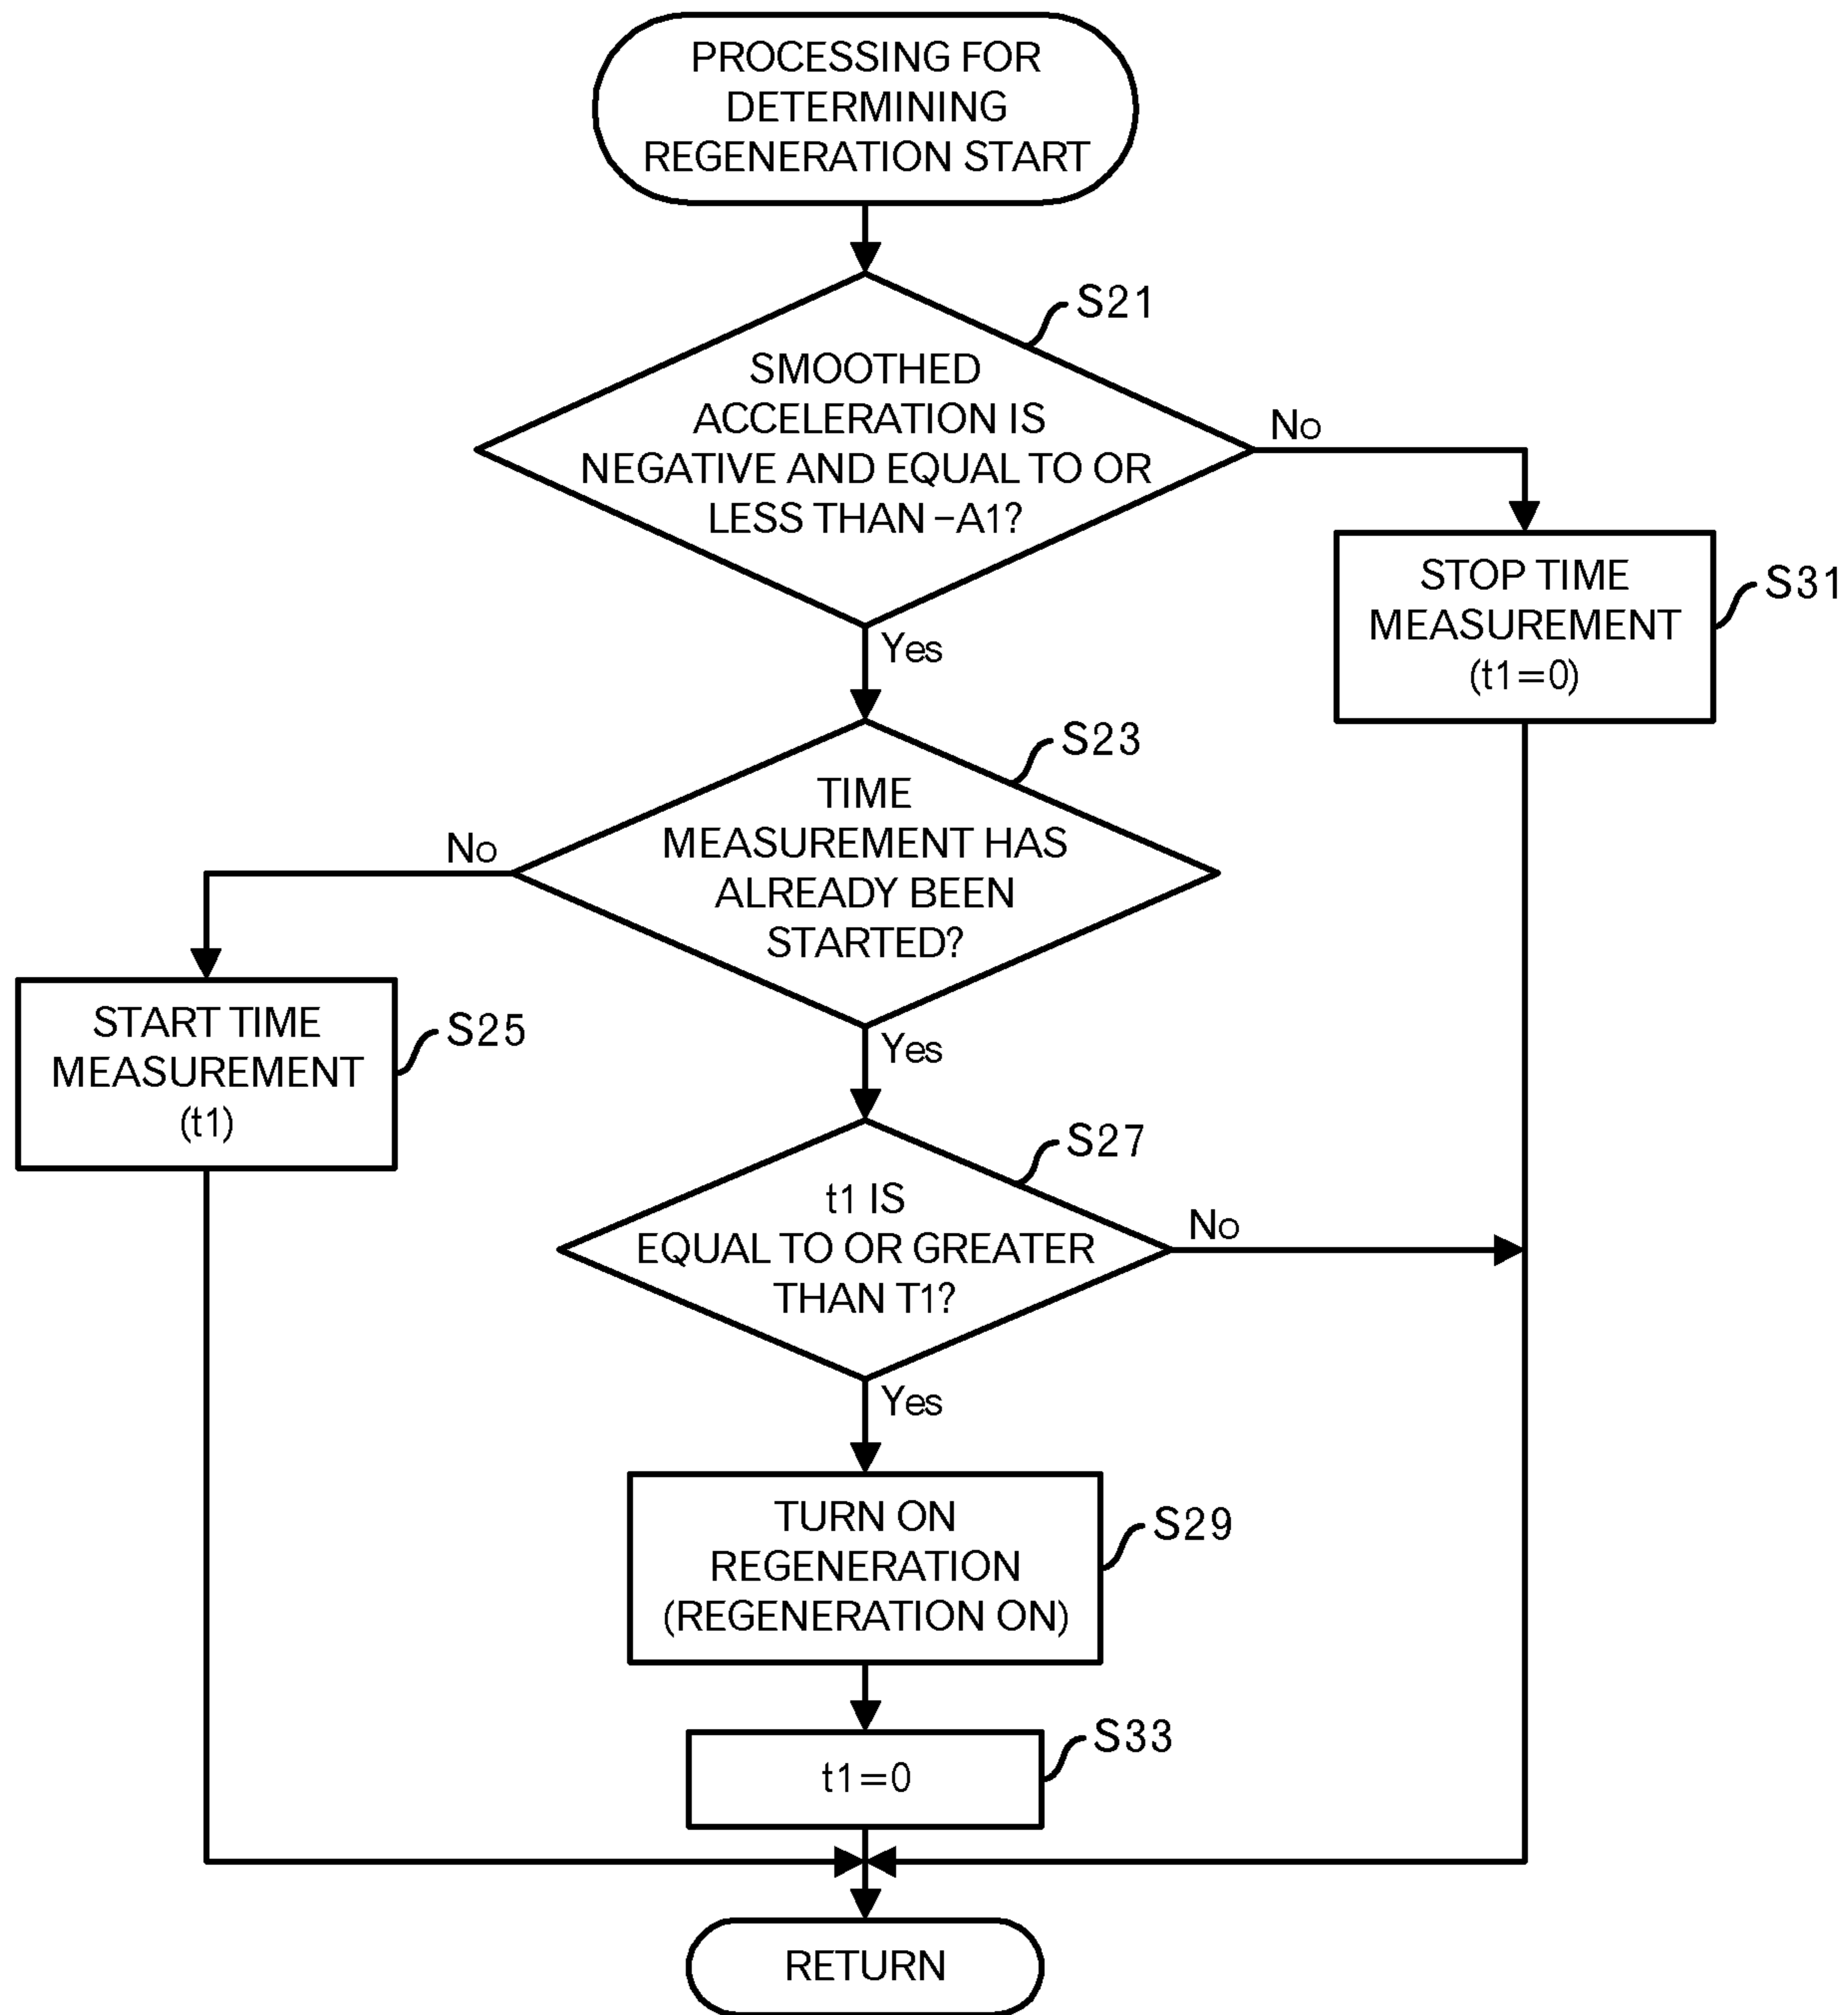 PROCESSING FOR
DETERMINING
REGENERATION START
S21
SMOOTHED
ACCELERATION IS
NEGATIVE AND EQUAL TO OR
LESS THAN –A1?
No
Yes
STOP TIME
MEASUREMENT
(t1=0)
S31
S23
TIME
MEASUREMENT HAS
ALREADY BEEN
STARTED?
No
Yes
START TIME
MEASUREMENT
(t1)
S25
S27
t1 IS
EQUAL TO OR GREATER
THAN T1?
No
Yes
TURN ON
REGENERATION
(REGENERATION ON)
S29
t1=0
S33
RETURN